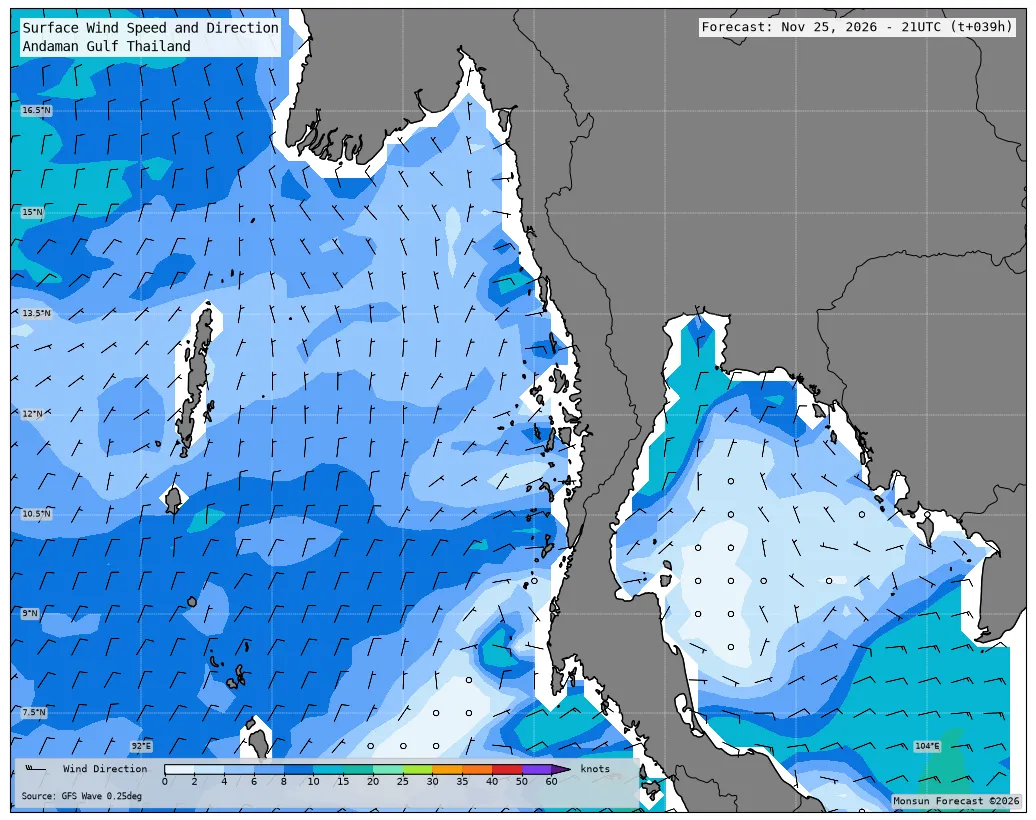 Surface Wind Speed and Direction
Andaman Gulf Thailand
Forecast: Nov 25, 2026 - 21UTC (t+039h)
16.5°N
15°N
13.5°N
12°N
10.5°N
9°N
7.5°N
92°E
104°E
Wind Direction
knots
0 2 4 6 8 10 15 20 25 30 35 40 50 60
Source: GFS Wave 0.25deg
Monsun Forecast ©2026